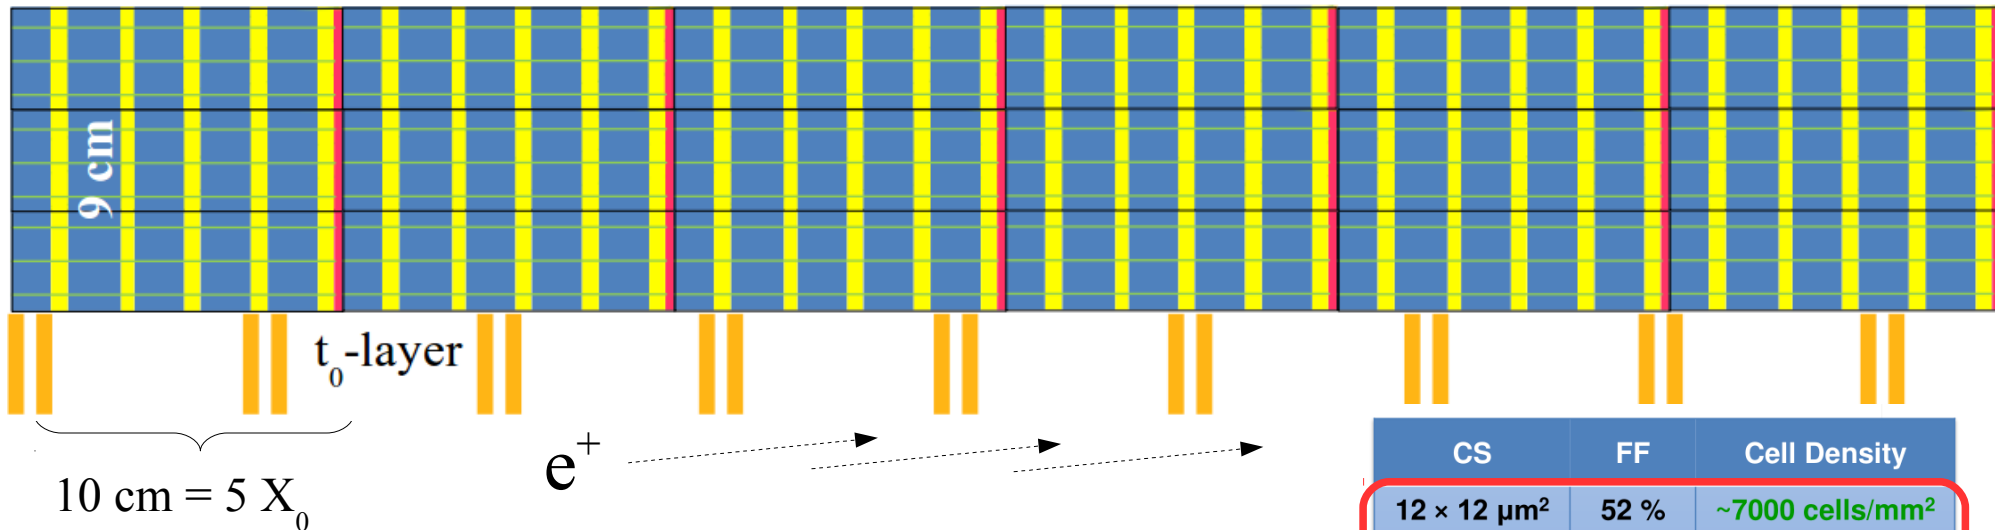 9 cm
t₀-layer
e⁺
10 cm = 5 X₀
CS FF Cell Density
12 × 12 µm² 52 % ~7000 cells/mm²